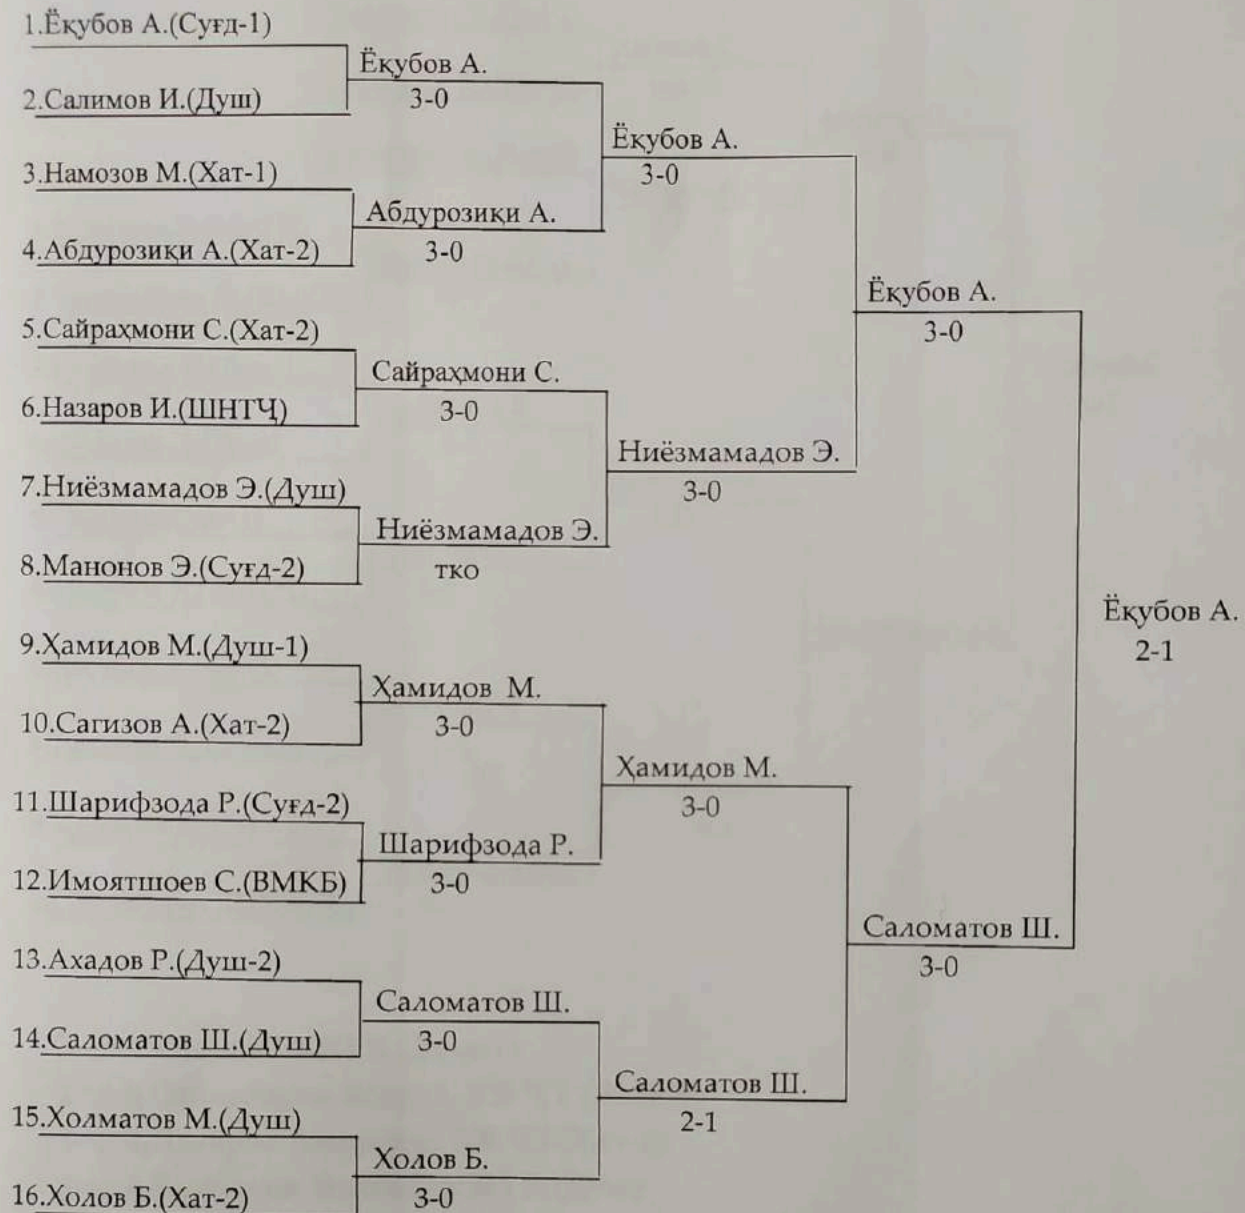 1.Ёқубов А.(Суғд-1)
Ёқубов А.
3-0
2.Салимов И.(Душ)
Ёқубов А.
3-0
3.Намозов М.(Хат-1)
Абдурозиқи А.
3-0
4.Абдурозиқи А.(Хат-2)
Ёқубов А.
3-0
5.Сайраҳмони С.(Хат-2)
Сайраҳмони С.
3-0
6.Назаров И.(ШНТҶ)
Ниёзмамадов Э.
3-0
7.Ниёзмамадов Э.(Душ)
Ниёзмамадов Э.
тко
8.Манонов Э.(Суғд-2)
Ёқубов А.
2-1
9.Ҳамидов М.(Душ-1)
Ҳамидов М.
3-0
10.Сагизов А.(Хат-2)
Ҳамидов М.
3-0
11.Шарифзода Р.(Суғд-2)
Шарифзода Р.
3-0
12.Имоятшоев С.(ВМКБ)
Саломатов Ш.
3-0
13.Ахадов Р.(Душ-2)
Саломатов Ш.
3-0
14.Саломатов Ш.(Душ)
Саломатов Ш.
2-1
15.Холматов М.(Душ)
Холов Б.
3-0
16.Холов Б.(Хат-2)